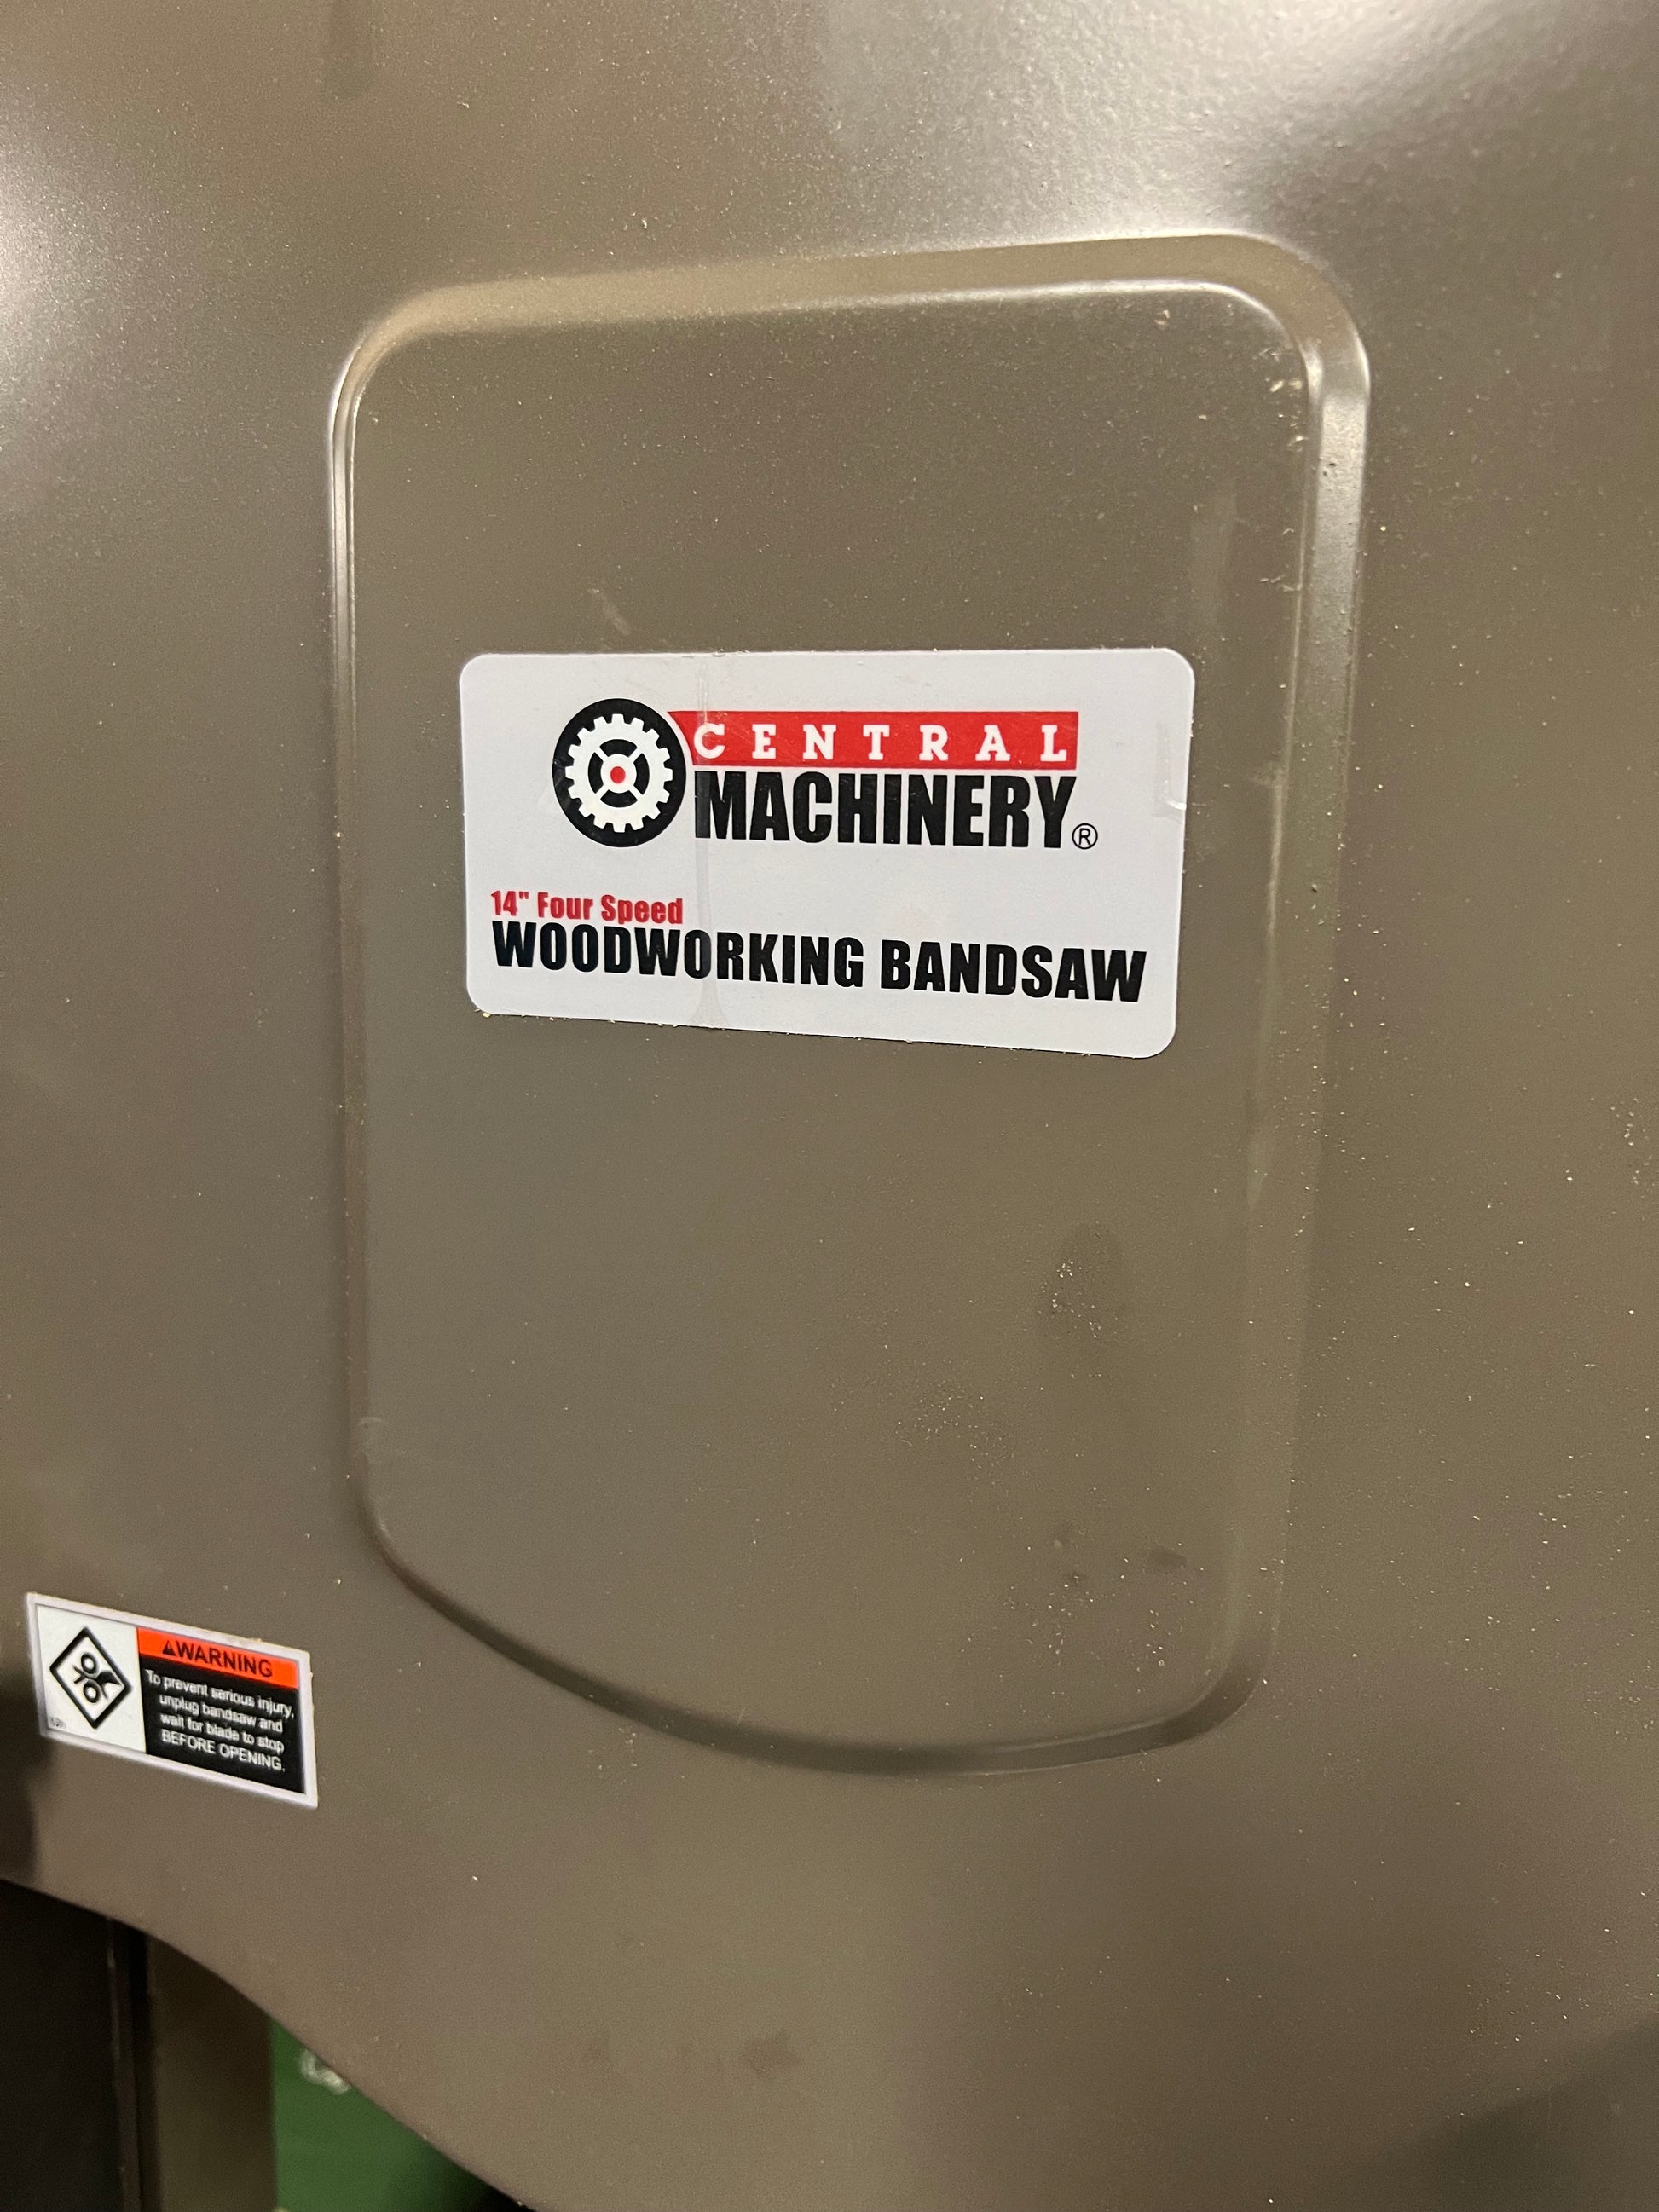 CENTRAL
MACHINERY®
14" Four Speed
WOODWORKING BANDSAW
⚠WARNING
To prevent serious injury,
unplug bandsaw and
wait for blade to stop
BEFORE OPENING.